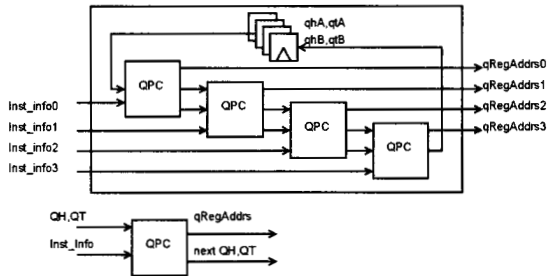 qhA,qtA
qhB,qtB
QPC
qRegAddrs0
QPC
qRegAddrs1
Inst_info0
QPC
qRegAddrs2
Inst_info1
QPC
qRegAddrs3
Inst_info2
Inst_info3
QH,QT
qRegAddrs
Inst_Info
QPC
next QH,QT